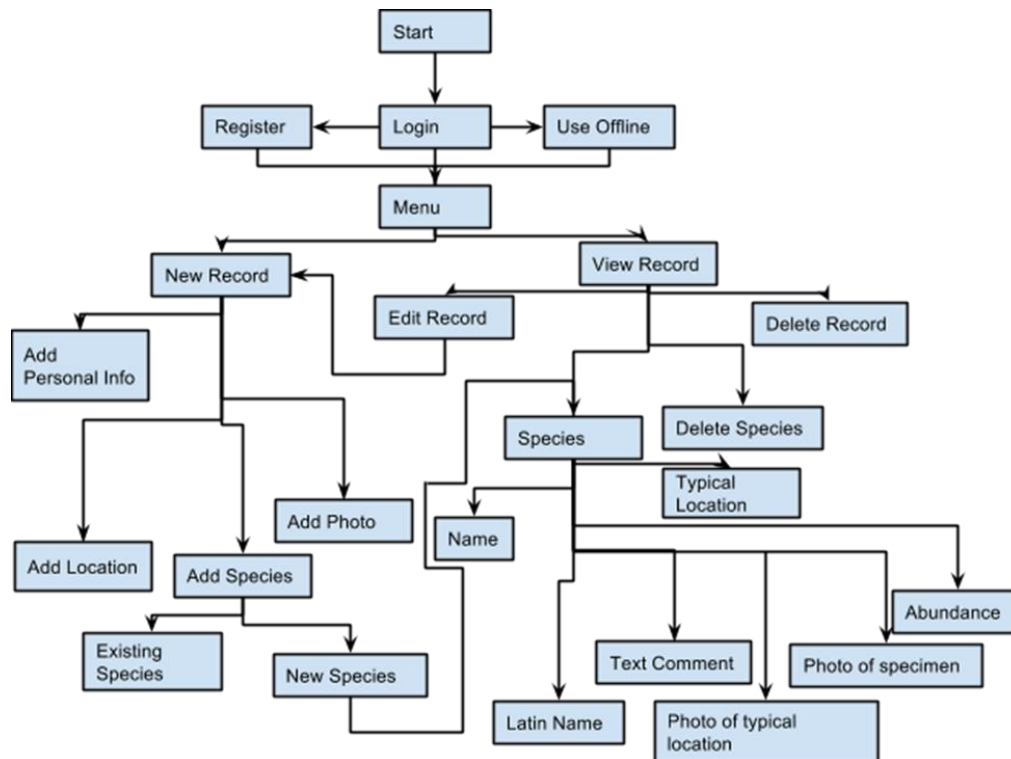 Start
Register
Login
Use Offline
Menu
New Record
View Record
Edit Record
Delete Record
Add
Personal Info
Species
Delete Species
Typical
Location
Add Photo
Name
Add Location
Add Species
Abundance
Existing
Species
New Species
Text Comment
Photo of specimen
Latin Name
Photo of typical
location